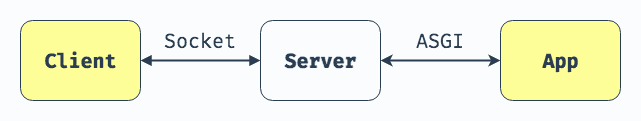 Socket
ASGI
Client
Server
App